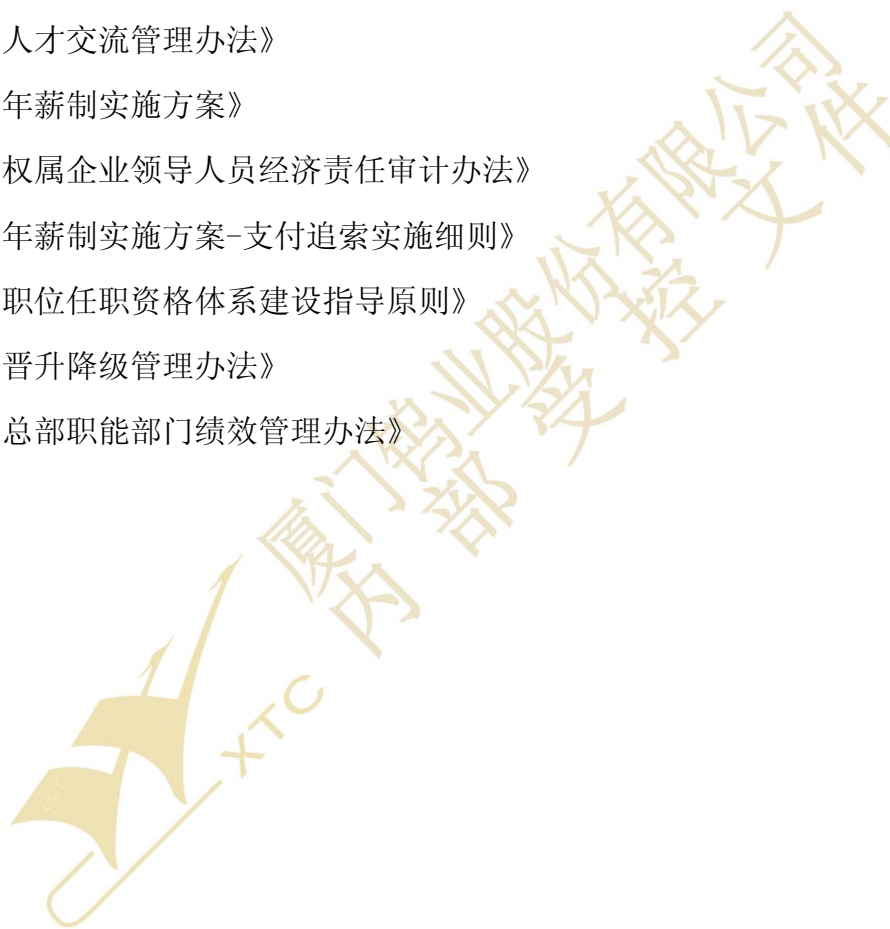 人才交流管理办法》
年薪制实施方案》
权属企业领导人员经济责任审计办法》
年薪制实施方案-支付追索实施细则》
职位任职资格体系建设指导原则》
晋升降级管理办法》
总部职能部门绩效管理办法》
厦门钨业股份有限公司
内部受控文件
XTC